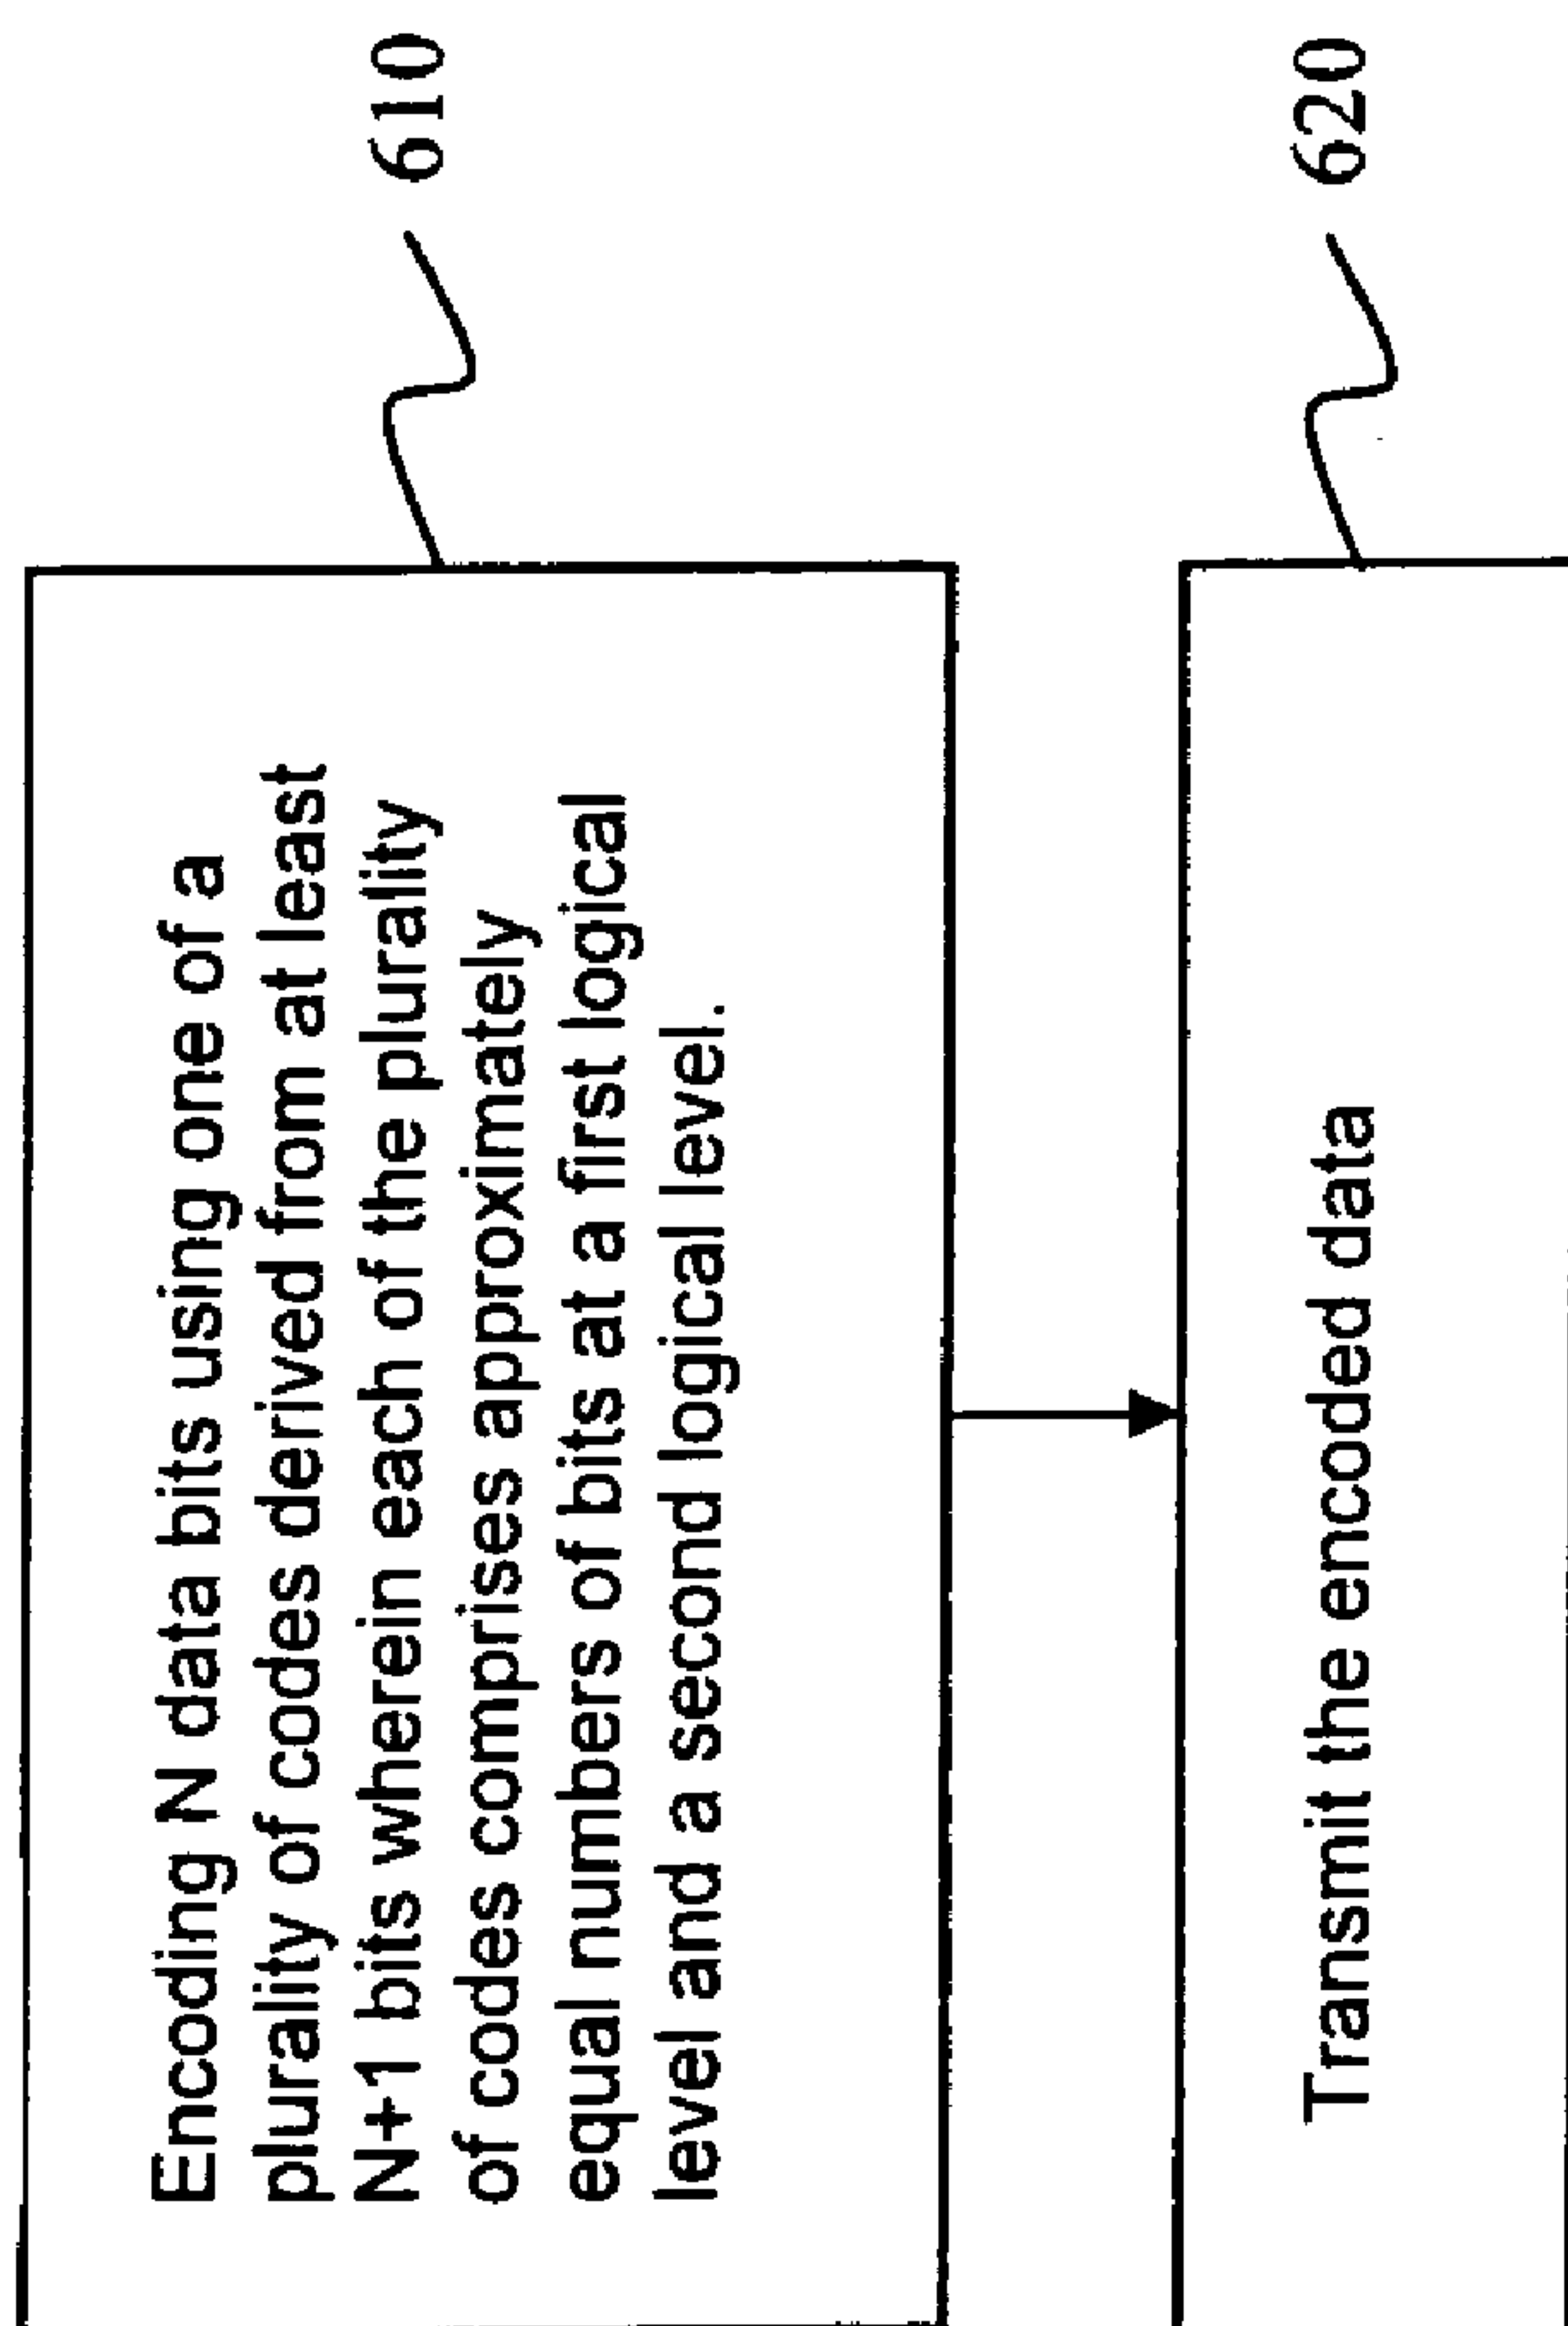 Encoding N data bits using one of a
plurality of codes derived from at least
N+1 bits wherein each of the plurality
of codes comprises approximately
equal numbers of bits at a first logical
level and a second logical level.
610
Transmit the encoded data
620